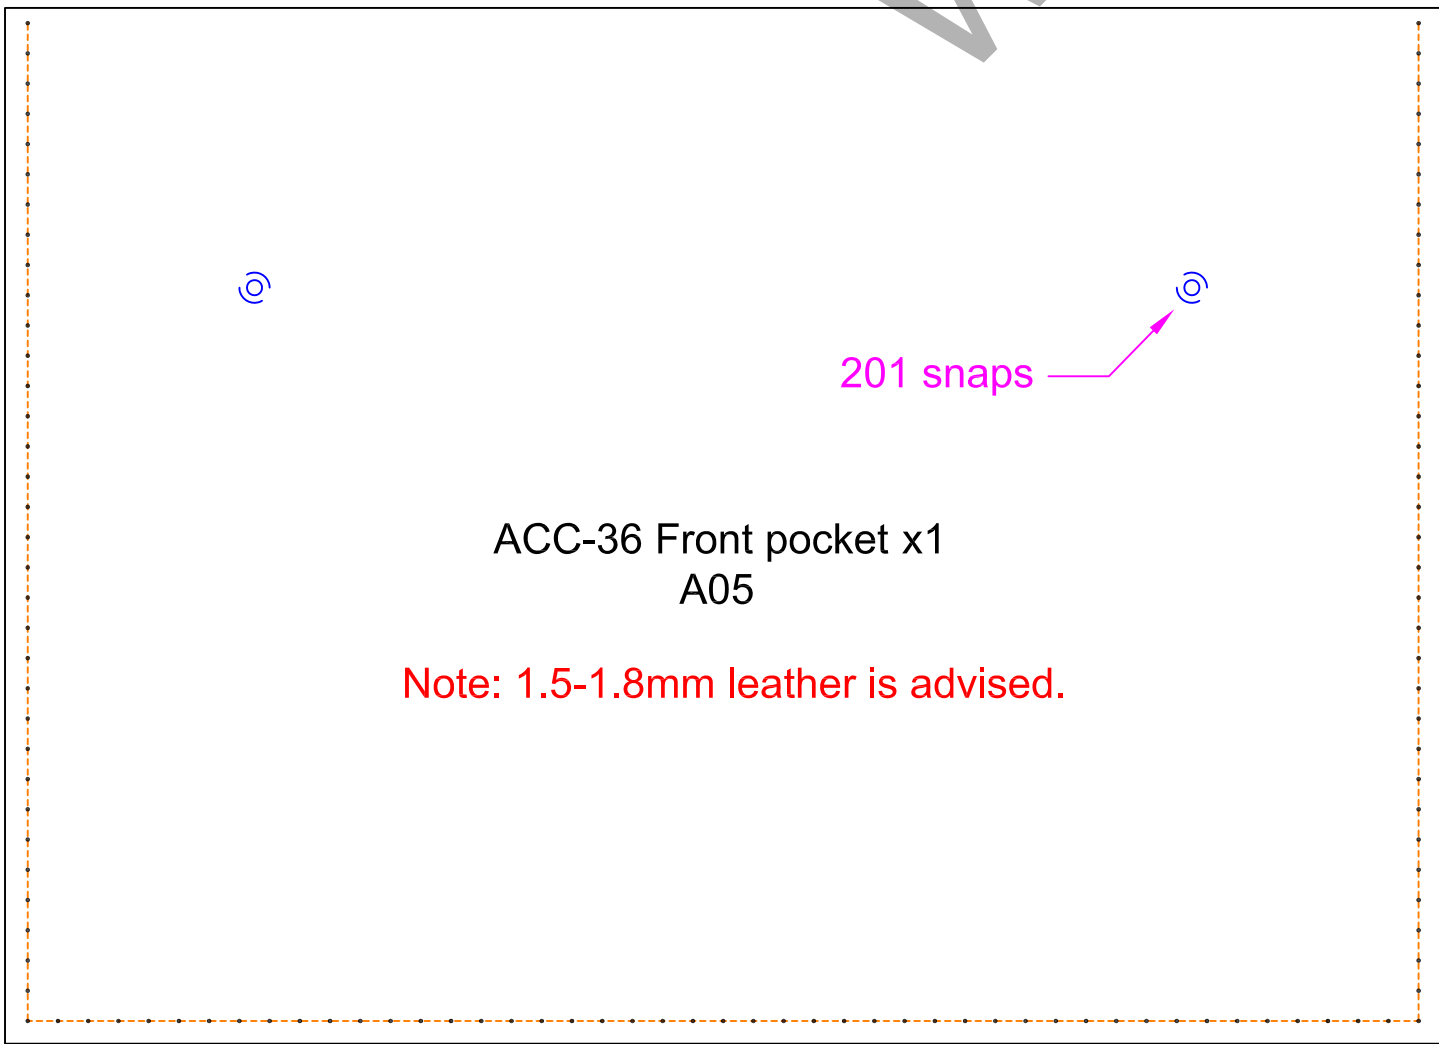 201 snaps
ACC-36 Front pocket x1
A05
Note: 1.5-1.8mm leather is advised.